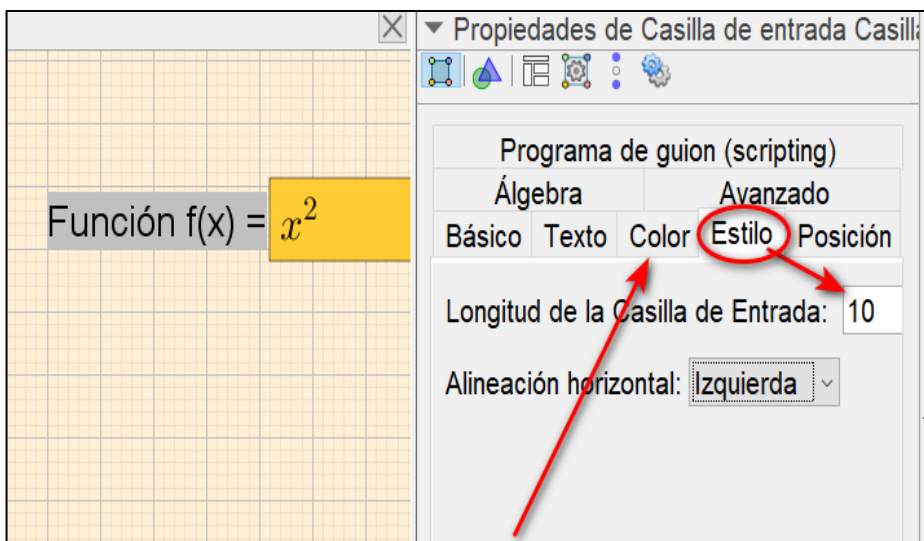 Propiedades de Casilla de entrada Casill
Programa de guion (scripting)
Álgebra Avanzado
Básico Texto Color Estilo Posición
Función f(x) = x²
Longitud de la Casilla de Entrada: 10
Alineación horizontal: Izquierda